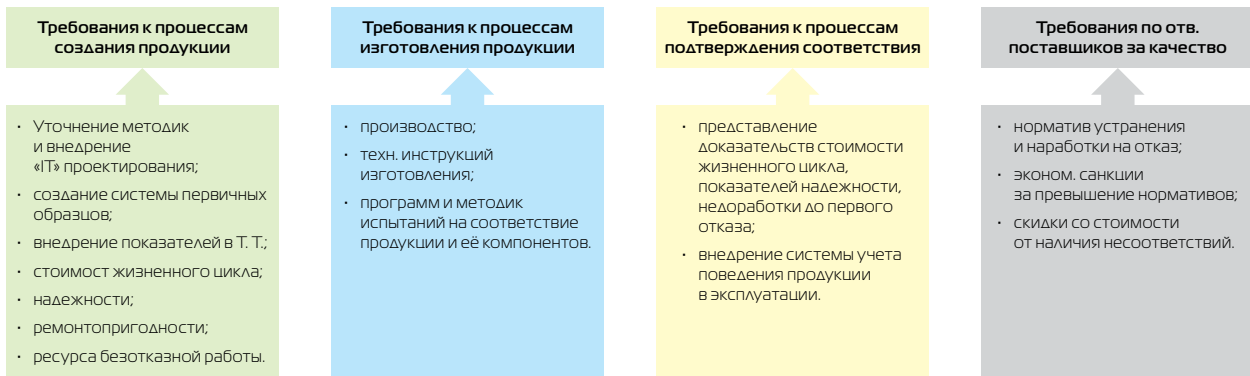 Требования к процессам
создания продукции
• Уточнение методик
и внедрение
«IT» проектирования;
• создание системы первичных
образцов;
• внедрение показателей в Т. Т.;
• стоимост жизненного цикла;
• надежности;
• ремонтопригодности;
• ресурса безотказной работы.
Требования к процессам
изготовления продукции
• производство;
• техн. инструкций
изготовления;
• программ и методик
испытаний на соответствие
продукции и её компонентов.
Требования к процессам
подтверждения соответствия
• представление
доказательств стоимости
жизненного цикла,
показателей надежности,
недоработки до первого
отказа;
• внедрение системы учета
поведения продукции
в эксплуатации.
Требования по отв.
поставщиков за качество
• норматив устранения
и наработки на отказ;
• эконом. санкции
за превышение нормативов;
• скидки со стоимости
от наличия несоответствий.